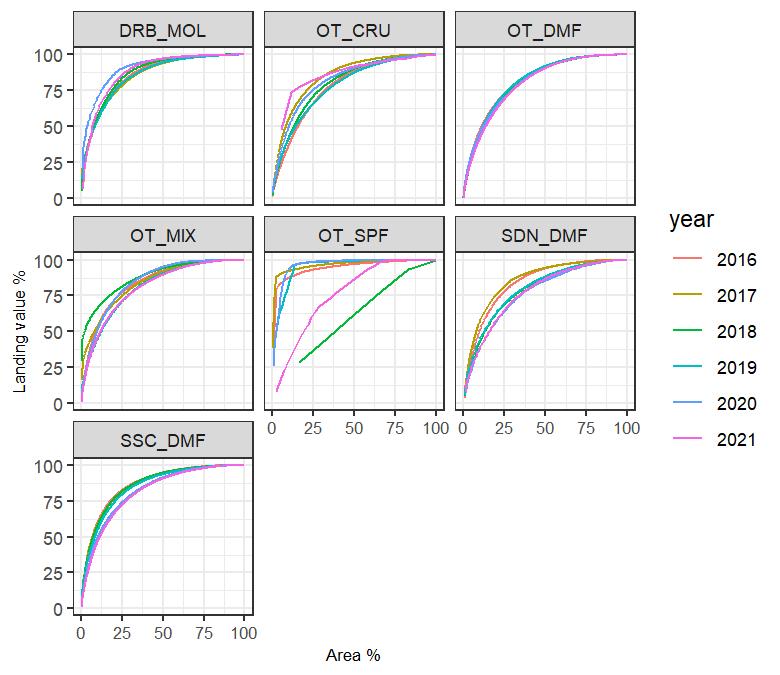 DRB_MOL OT_CRU OT_DMF
100
75
50
25
0
OT_MIX OT_SPF SDN_DMF
100
75
50
25
0
0 25 50 75 100 0 25 50 75 100
SSC_DMF
100
75
50
25
0
0 25 50 75 100
Landing value %
Area %
year
2016
2017
2018
2019
2020
2021